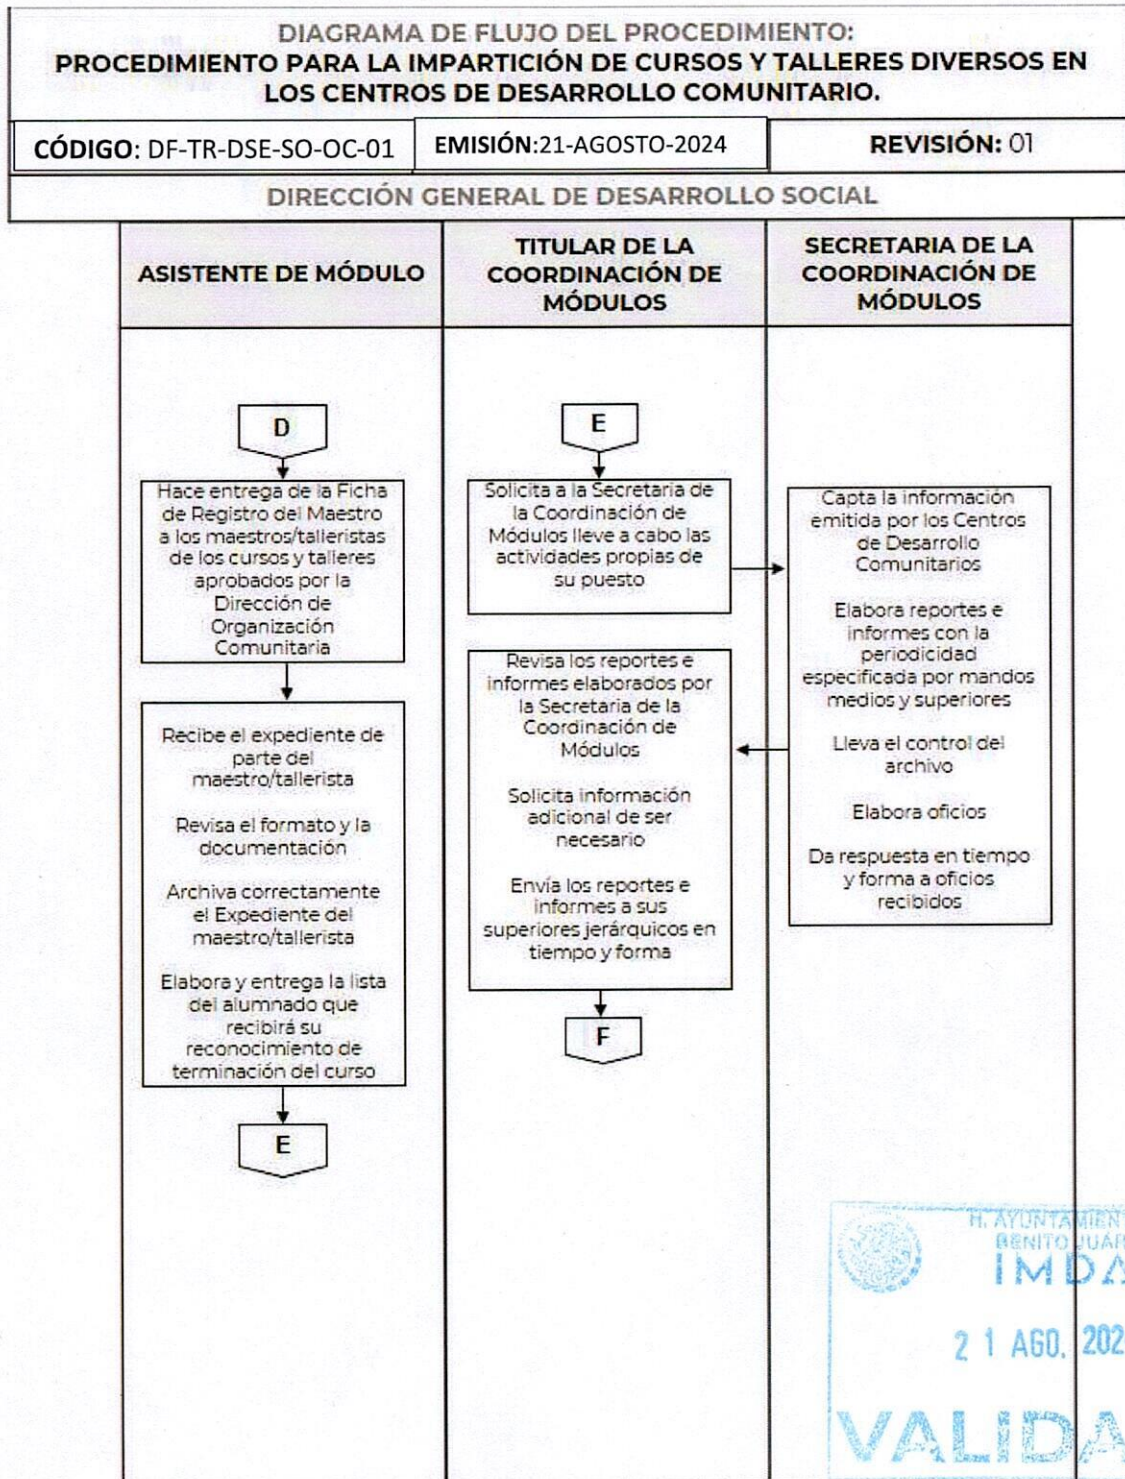 DIAGRAMA DE FLUJO DEL PROCEDIMIENTO:
PROCEDIMIENTO PARA LA IMPARTICIÓN DE CURSOS Y TALLERES DIVERSOS EN
LOS CENTROS DE DESARROLLO COMUNITARIO.
CÓDIGO: DF-TR-DSE-SO-OC-01
EMISIÓN:21-AGOSTO-2024
REVISIÓN: 01
DIRECCIÓN GENERAL DE DESARROLLO SOCIAL
ASISTENTE DE MÓDULO
D
Hace entrega de la Ficha
de Registro del Maestro
a los maestros/talleristas
de los cursos y talleres
aprobados por la
Dirección de
Organización
Comunitaria
Recibe el expediente de
parte del
maestro/tallerista
Revisa el formato y la
documentación
Archiva correctamente
el Expediente del
maestro/tallerista
Elabora y entrega la lista
del alumnado que
recibirá su
reconocimiento de
terminación del curso
E
TITULAR DE LA
COORDINACIÓN DE
MÓDULOS
E
Solicita a la Secretaria de
la Coordinación de
Módulos lleve a cabo las
actividades propias de
su puesto
Revisa los reportes e
informes elaborados por
la Secretaria de la
Coordinación de
Módulos
Solicita información
adicional de ser
necesario
Envía los reportes e
informes a sus
superiores jerárquicos en
tiempo y forma
F
SECRETARIA DE LA
COORDINACIÓN DE
MÓDULOS
Capta la información
emitida por los Centros
de Desarrollo
Comunitarios
Elabora reportes e
informes con la
periodicidad
especificada por mandos
medios y superiores
Lleva el control del
archivo
Elabora oficios
Da respuesta en tiempo
y forma a oficios
recibidos
H. AYUNTAMIENT
BENITO JUÁR
IMDA
21 AGO. 202
VALIDA